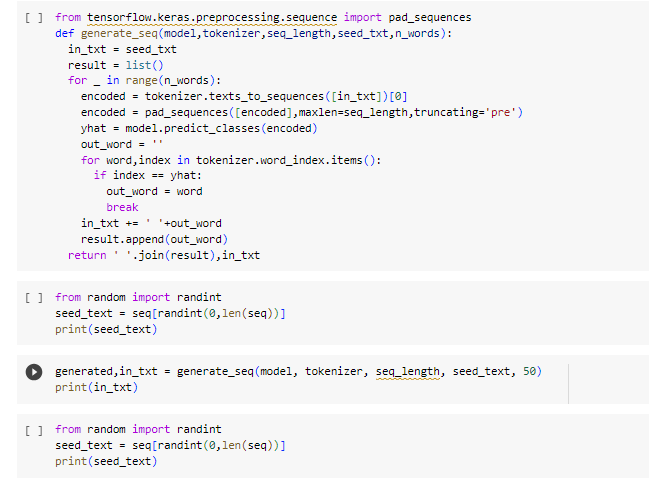 [ ] from tensorflow.keras.preprocessing.sequence import pad_sequences
def generate_seq(model,tokenizer,seq_length,seed_txt,n_words):
  in_txt = seed_txt
  result = list()
  for _ in range(n_words):
    encoded = tokenizer.texts_to_sequences([in_txt])[0]
    encoded = pad_sequences([encoded],maxlen=seq_length,truncating='pre')
    yhat = model.predict_classes(encoded)
    out_word = ''
    for word,index in tokenizer.word_index.items():
      if index == yhat:
        out_word = word
        break
    in_txt += ' '+out_word
    result.append(out_word)
  return ' '.join(result),in_txt
[ ] from random import randint
seed_text = seq[randint(0,len(seq))]
print(seed_text)
generated,in_txt = generate_seq(model, tokenizer, seq_length, seed_text, 50)
print(in_txt)
[ ] from random import randint
seed_text = seq[randint(0,len(seq))]
print(seed_text)